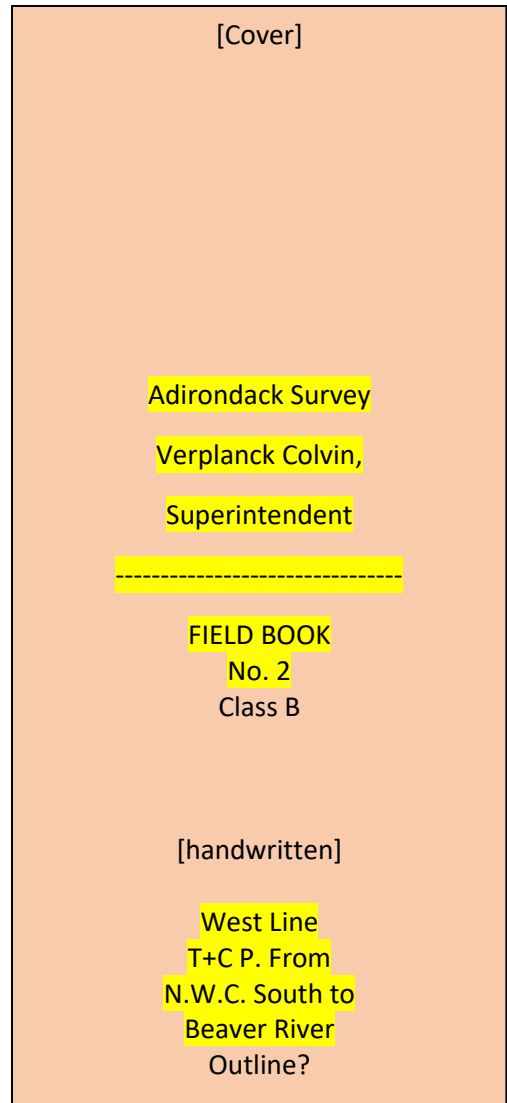 [Cover]
Adirondack Survey
Verplanck Colvin,
Superintendent
--------------------------------
FIELD BOOK
No. 2
Class B
[handwritten]
West Line
T+C P. From
N.W.C. South to
Beaver River
Outline?